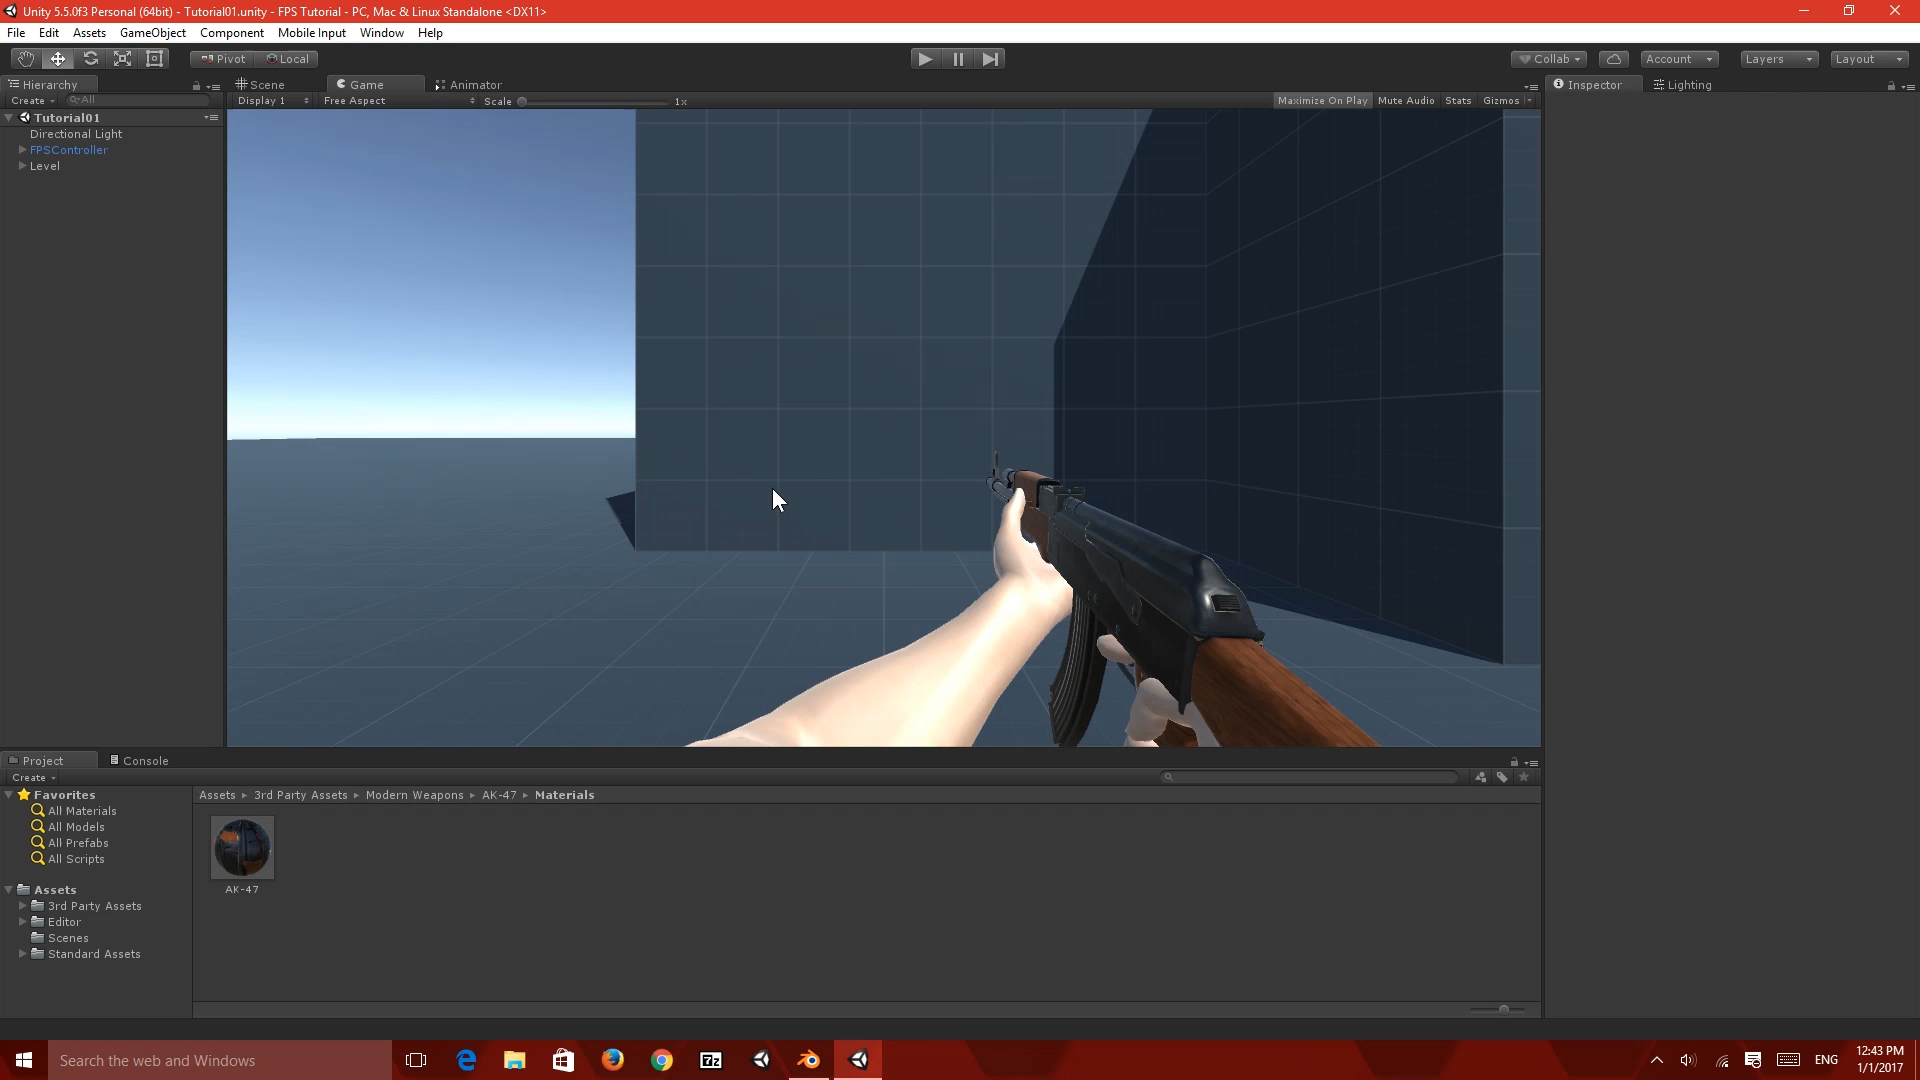 Unity 5.5.0f3 Personal (64bit) - Tutorial01.unity - FPS Tutorial - PC, Mac & Linux Standalone <DX11>
File Edit Assets GameObject Component Mobile Input Window Help
Pivot Local Collab Account Layers Layout
Hierarchy Scene Game Animator Inspector Lighting
Create All Display 1 Free Aspect Scale 1x Maximize On Play Mute Audio Stats Gizmos
Tutorial01
Directional Light
FPSController
Level
Project Console
Create
Favorites
All Materials
All Models
All Prefabs
All Scripts
Assets
3rd Party Assets
Editor
Scenes
Standard Assets
Assets 3rd Party Assets Modern Weapons AK-47 Materials
AK-47
Search the web and Windows
7z
ENG
12:43 PM
1/1/2017